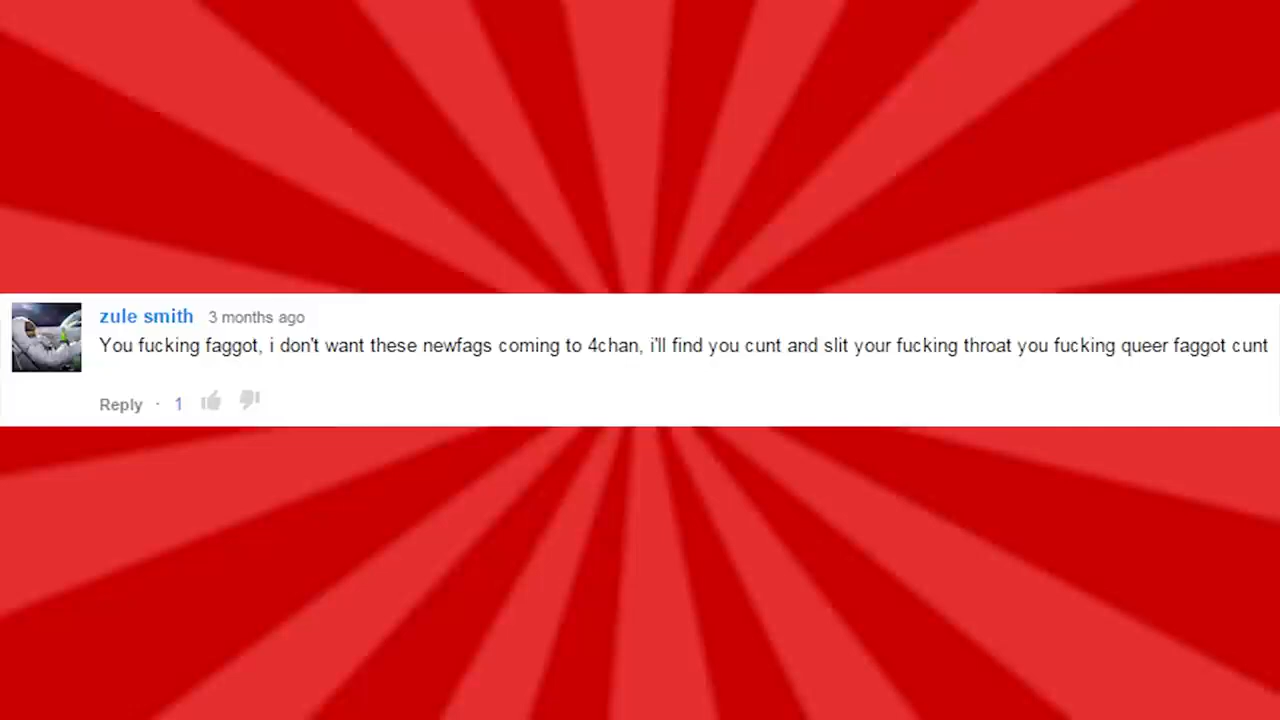 zule smith 3 months ago
You fucking faggot, i don't want these newfags coming to 4chan, i'll find you cunt and slit your fucking throat you fucking queer faggot cunt
Reply · 1